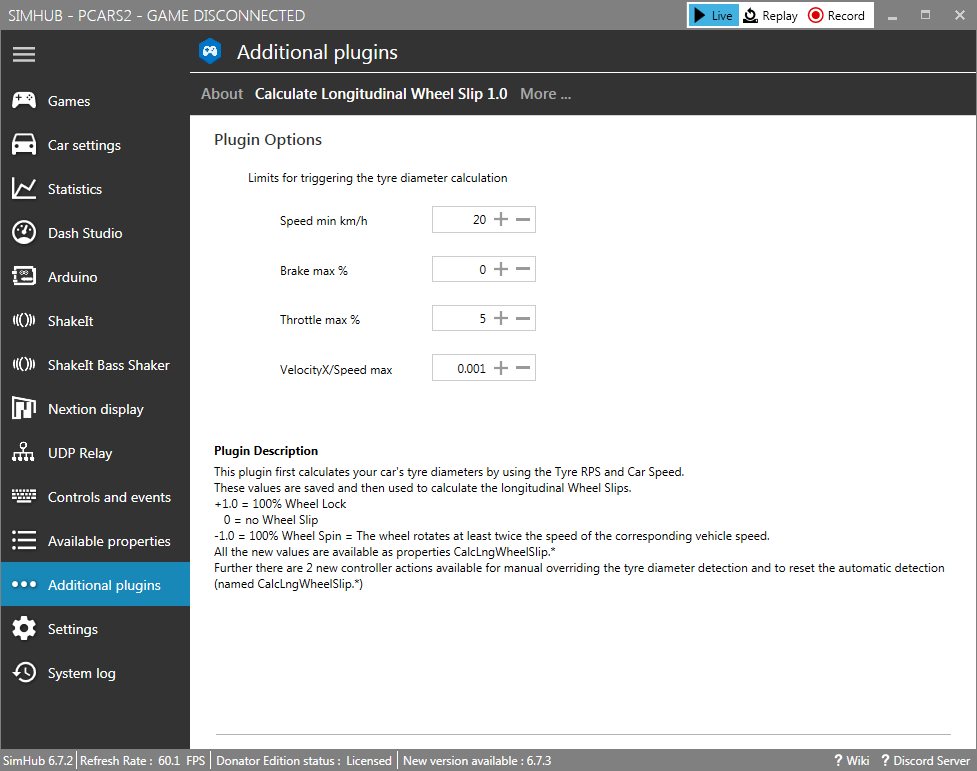 SIMHUB - PCARS2 - GAME DISCONNECTED
Live Replay Record
Additional plugins
About Calculate Longitudinal Wheel Slip 1.0 More ...
Games
Car settings
Statistics
Dash Studio
Arduino
ShakeIt
ShakeIt Bass Shaker
Nextion display
UDP Relay
Controls and events
Available properties
Additional plugins
Settings
System log
Plugin Options
Limits for triggering the tyre diameter calculation
Speed min km/h 20
Brake max % 0
Throttle max % 5
VelocityX/Speed max 0.001
Plugin Description
This plugin first calculates your car's tyre diameters by using the Tyre RPS and Car Speed.
These values are saved and then used to calculate the longitudinal Wheel Slips.
+1.0 = 100% Wheel Lock
0 = no Wheel Slip
-1.0 = 100% Wheel Spin = The wheel rotates at least twice the speed of the corresponding vehicle speed.
All the new values are available as properties CalcLngWheelSlip.*
Further there are 2 new controller actions available for manual overriding the tyre diameter detection and to reset the automatic detection
(named CalcLngWheelSlip.*)
SimHub 6.7.2 Refresh Rate : 60.1 FPS Donator Edition status : Licensed New version available : 6.7.3 ? Wiki ? Discord Server